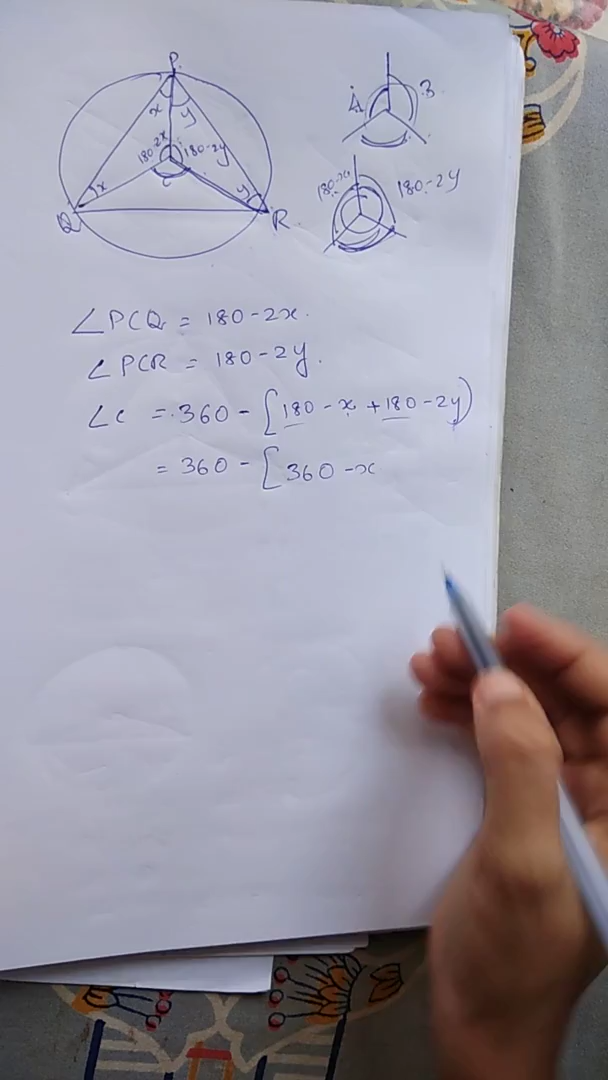 P.
x y
180-2x 180-2y
x c y
Q R
A B
180-x 180-2y
∠PCQ = 180-2x.
∠PCR = 180-2y.
∠c = 360 - [180 - x + 180 - 2y)
= 360 - [360 - x